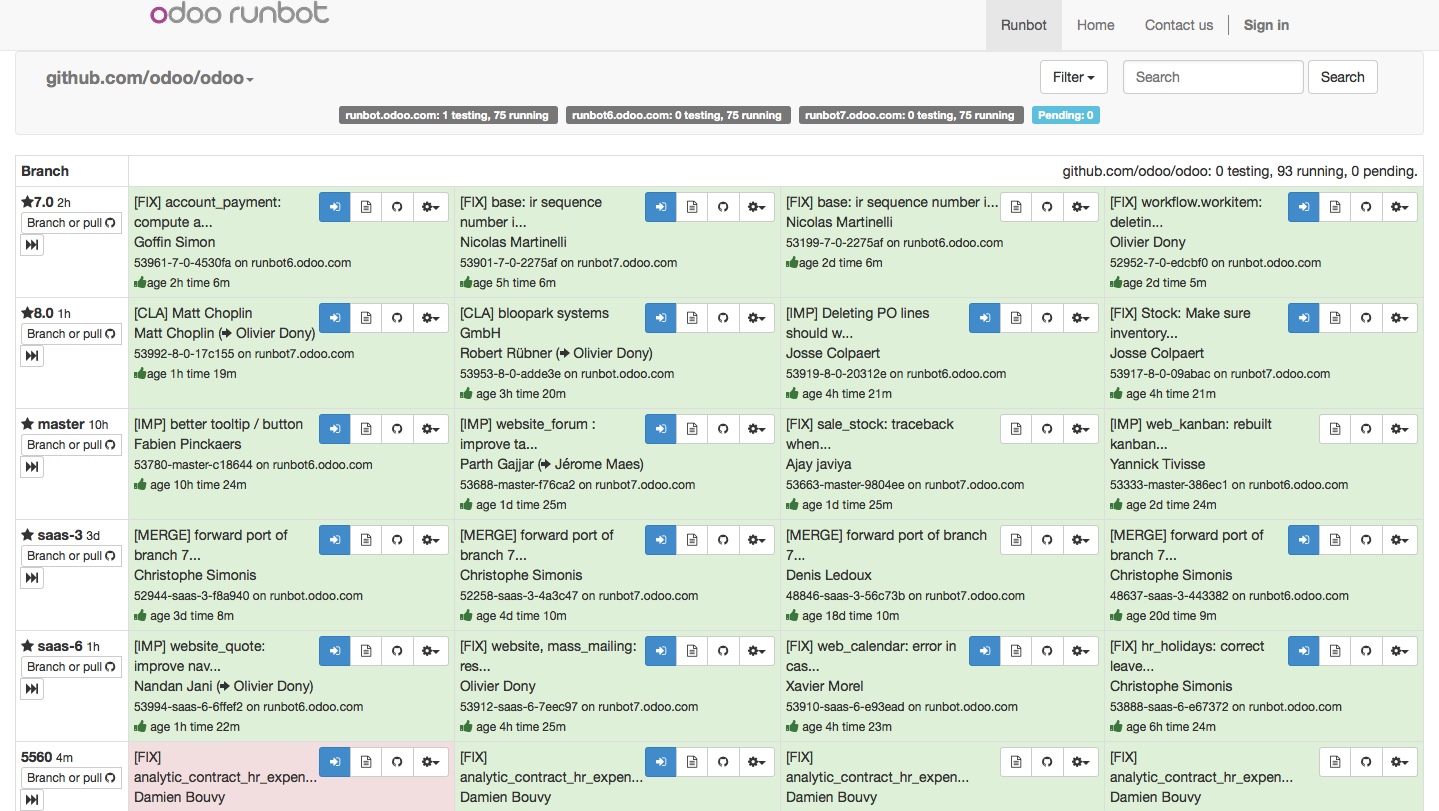 odoo runbot
Runbot Home Contact us Sign in
github.com/odoo/odoo
Filter Search Search
runbot.odoo.com: 1 testing, 75 running runbot6.odoo.com: 0 testing, 75 running runbot7.odoo.com: 0 testing, 75 running Pending: 0
Branch github.com/odoo/odoo: 0 testing, 93 running, 0 pending.
7.0 2h
Branch or pull
[FIX] account_payment:
compute a...
Goffin Simon
53961-7-0-4530fa on runbot6.odoo.com
age 2h time 6m
[FIX] base: ir sequence
number i...
Nicolas Martinelli
53901-7-0-2275af on runbot7.odoo.com
age 5h time 6m
[FIX] base: ir sequence number i...
Nicolas Martinelli
53199-7-0-2275af on runbot.odoo.com
age 2d time 6m
[FIX] workflow.workitem:
deletin...
Olivier Dony
52952-7-0-edcbf0 on runbot.odoo.com
age 2d time 5m
8.0 1h
Branch or pull
[CLA] Matt Choplin
Matt Choplin ( Olivier Dony)
53992-8-0-17c155 on runbot7.odoo.com
age 1h time 19m
[CLA] bloopark systems
GmbH
Robert Rübner ( Olivier Dony)
53953-8-0-adde3e on runbot.odoo.com
age 3h time 20m
[IMP] Deleting PO lines
should w...
Josse Colpaert
53919-8-0-20312e on runbot6.odoo.com
age 4h time 21m
[FIX] Stock: Make sure
inventory...
Josse Colpaert
53917-8-0-09abac on runbot7.odoo.com
age 4h time 21m
master 10h
Branch or pull
[IMP] better tooltip / button
Fabien Pinckaers
53780-master-c18644 on runbot6.odoo.com
age 10h time 24m
[IMP] website_forum :
improve ta...
Parth Gajjar ( Jérome Maes)
53688-master-f76ca2 on runbot7.odoo.com
age 1d time 25m
[FIX] sale_stock: traceback
when...
Ajay javiya
53663-master-9804ee on runbot7.odoo.com
age 1d time 25m
[IMP] web_kanban: rebuilt
kanban...
Yannick Tivisse
53333-master-386ec1 on runbot6.odoo.com
age 2d time 24m
saas-3 3d
Branch or pull
[MERGE] forward port of
branch 7...
Christophe Simonis
52944-saas-3-f8a940 on runbot.odoo.com
age 3d time 8m
[MERGE] forward port of
branch 7...
Christophe Simonis
52258-saas-3-4a3c47 on runbot7.odoo.com
age 4d time 10m
[MERGE] forward port of branch
7...
Denis Ledoux
48846-saas-3-56c73b on runbot7.odoo.com
age 18d time 10m
[MERGE] forward port of
branch 7...
Christophe Simonis
48637-saas-3-443382 on runbot6.odoo.com
age 20d time 9m
saas-6 1h
Branch or pull
[IMP] website_quote:
improve nav...
Nandan Jani ( Olivier Dony)
53994-saas-6-6ffef2 on runbot6.odoo.com
age 1h time 22m
[FIX] website, mass_mailing:
res...
Olivier Dony
53912-saas-6-7eec97 on runbot7.odoo.com
age 4h time 25m
[FIX] web_calendar: error in
cas...
Xavier Morel
53910-saas-6-e93ead on runbot.odoo.com
age 4h time 23m
[FIX] hr_holidays: correct
leave...
Christophe Simonis
53888-saas-6-e67372 on runbot.odoo.com
age 6h time 24m
5560 4m
Branch or pull
[FIX]
analytic_contract_hr_expen...
Damien Bouvy
[FIX]
analytic_contract_hr_expen...
Damien Bouvy
[FIX]
analytic_contract_hr_expen...
Damien Bouvy
[FIX]
analytic_contract_hr_expen...
Damien Bouvy